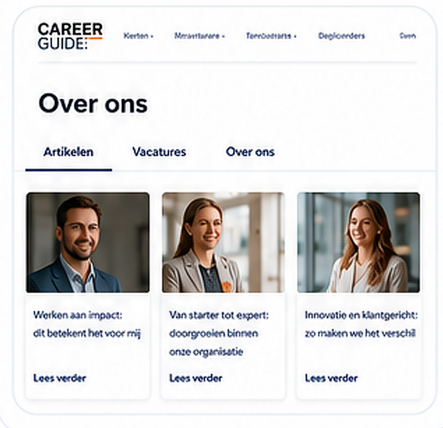 CAREER
GUIDE:
Over ons
Artikelen Vacatures Over ons
Werken aan impact:
dit betekent het voor mij
Lees verder
Van starter tot expert:
doorgroeien binnen
onze organisatie
Lees verder
Innovatie en klantgericht:
zo maken we het verschil
Lees verder